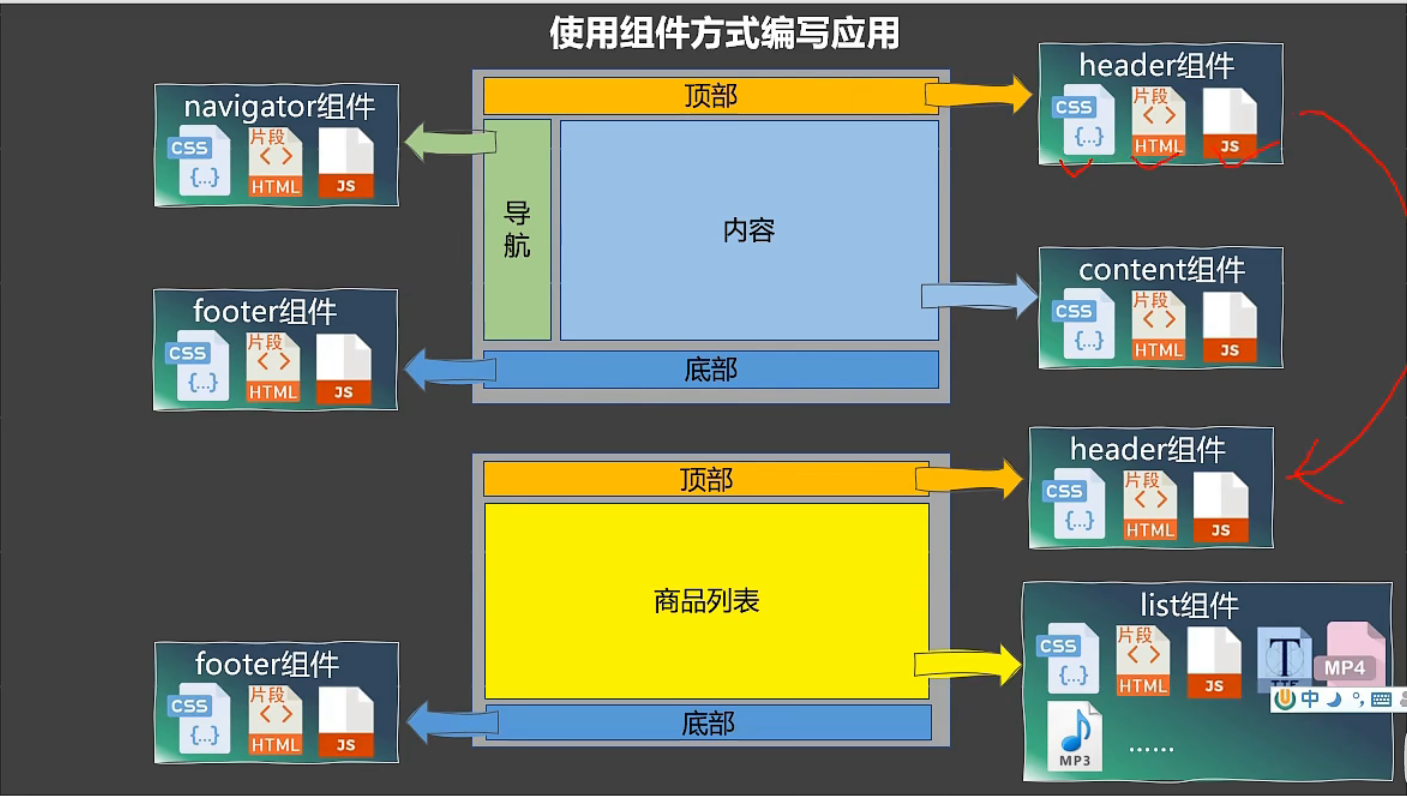 使用组件方式编写应用
navigator组件
CSS
{...}
片段
< >
HTML
JS
顶部
header组件
CSS
{...}
片段
< >
HTML
JS
导航
内容
footer组件
CSS
{...}
片段
< >
HTML
JS
底部
content组件
CSS
{...}
片段
< >
HTML
JS
顶部
header组件
CSS
{...}
片段
< >
HTML
JS
商品列表
list组件
CSS
{...}
片段
< >
HTML
JS
T
TTF
MP4
中
MP3
......
footer组件
CSS
{...}
片段
< >
HTML
JS
底部